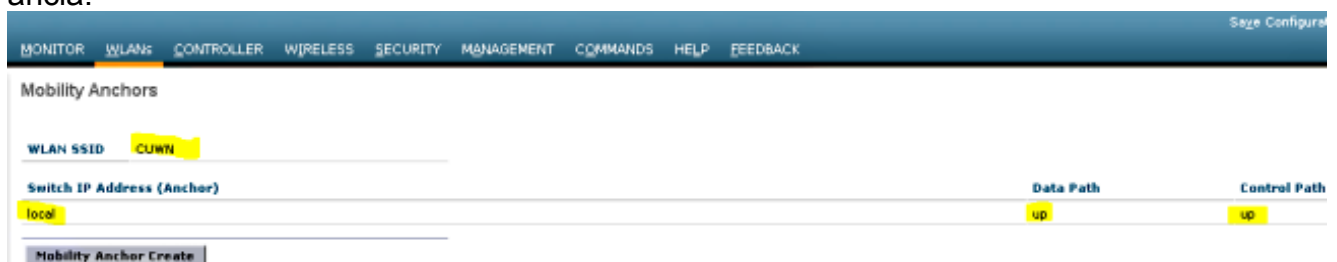 Save Configurat
MONITOR WLANs CONTROLLER WIRELESS SECURITY MANAGEMENT COMMANDS HELP FEEDBACK
Mobility Anchors
WLAN SSID CUWN
Switch IP Address (Anchor) Data Path Control Path
local up up
Mobility Anchor Create